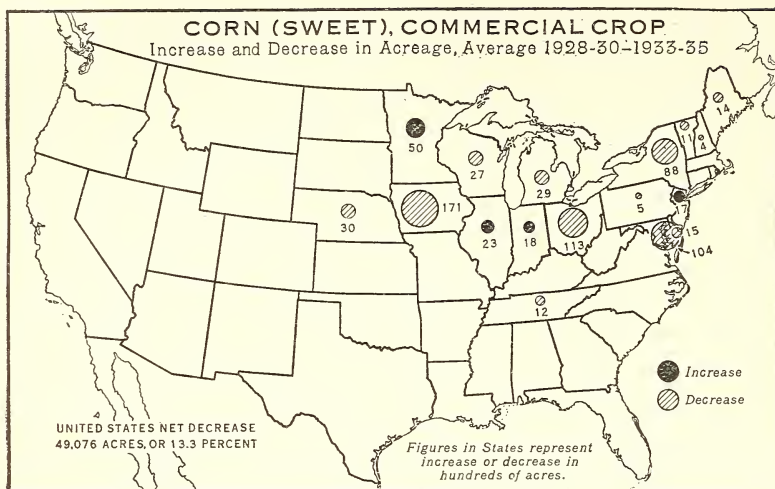 CORN (SWEET), COMMERCIAL CROP
Increase and Decrease in Acreage, Average 1928-30–1933-35
50
27
29
14
11
4
88
30
171
23
18
113
5
17
15
104
12
Increase
Decrease
UNITED STATES NET DECREASE
49,076 ACRES, OR 13.3 PERCENT
Figures in States represent
increase or decrease in
hundreds of acres.